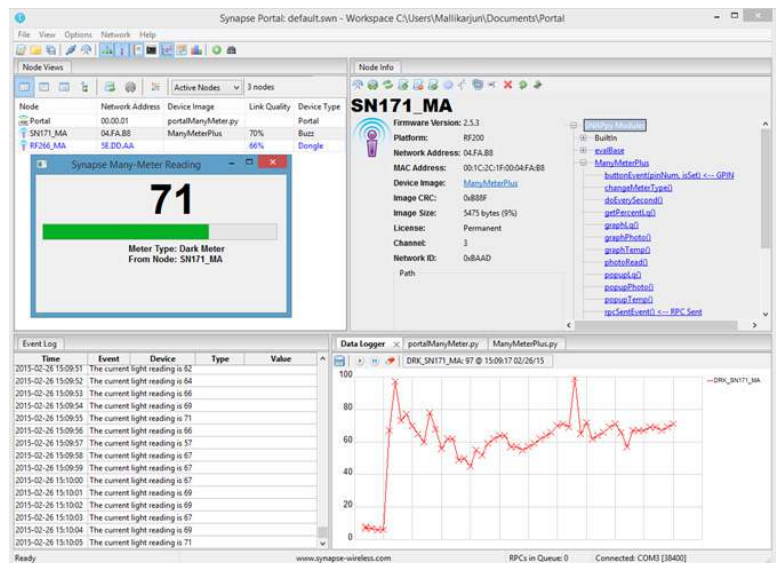 Synapse Portal: default.swn - Workspace C:\Users\Mallikarjun\Documents\Portal
File View Options Network Help
Node Views
Active Nodes 3 nodes
Node Network Address Device Image Link Quality Device Type
Portal 00.00.01 portalManyMeter.py Portal
SN171_MA 04.FA.B8 ManyMeterPlus 70% Buzz
RF266_MA 5E.DD.AA 66% Dongle
Synapse Many-Meter Reading
71
Meter Type: Dark Meter
From Node: SN171_MA
Node Info
SN171_MA
Firmware Version: 2.5.3
Platform: RF200
Network Address: 04.FA.B8
MAC Address: 00:1C:2C:1F:00:04:FA:B8
Device Image: ManyMeterPlus
Image CRC: 0xB88F
Image Size: 5475 bytes (9%)
License: Permanent
Channel: 3
Network ID: 0xBAAD
Path
SNAPpy Modules
Builtin
evalBase
ManyMeterPlus
buttonEvent(pinNum, isSet) <-- GPIN
changeMeterType()
doEverySecond()
getPercentLq()
graphLq()
graphPhoto()
graphTemp()
photoRead()
popupLq()
popupPhoto()
popupTemp()
rpcSentEvent() <-- RPC Sent
Event Log
Time Event Device Type Value
2015-02-26 15:09:51 The current light reading is 62
2015-02-26 15:09:52 The current light reading is 64
2015-02-26 15:09:53 The current light reading is 66
2015-02-26 15:09:54 The current light reading is 69
2015-02-26 15:09:55 The current light reading is 71
2015-02-26 15:09:56 The current light reading is 66
2015-02-26 15:09:57 The current light reading is 57
2015-02-26 15:09:58 The current light reading is 67
2015-02-26 15:09:59 The current light reading is 67
2015-02-26 15:10:00 The current light reading is 67
2015-02-26 15:10:01 The current light reading is 69
2015-02-26 15:10:02 The current light reading is 69
2015-02-26 15:10:03 The current light reading is 67
2015-02-26 15:10:04 The current light reading is 69
2015-02-26 15:10:05 The current light reading is 71
Data Logger portalManyMeter.py ManyMeterPlus.py
DRK_SN171_MA: 97 @ 15:09:17 02/26/15
100
80
60
40
20
0
DRK_SN171_MA
Ready www.synapse-wireless.com RPCs in Queue: 0 Connected: COM3 [38400]